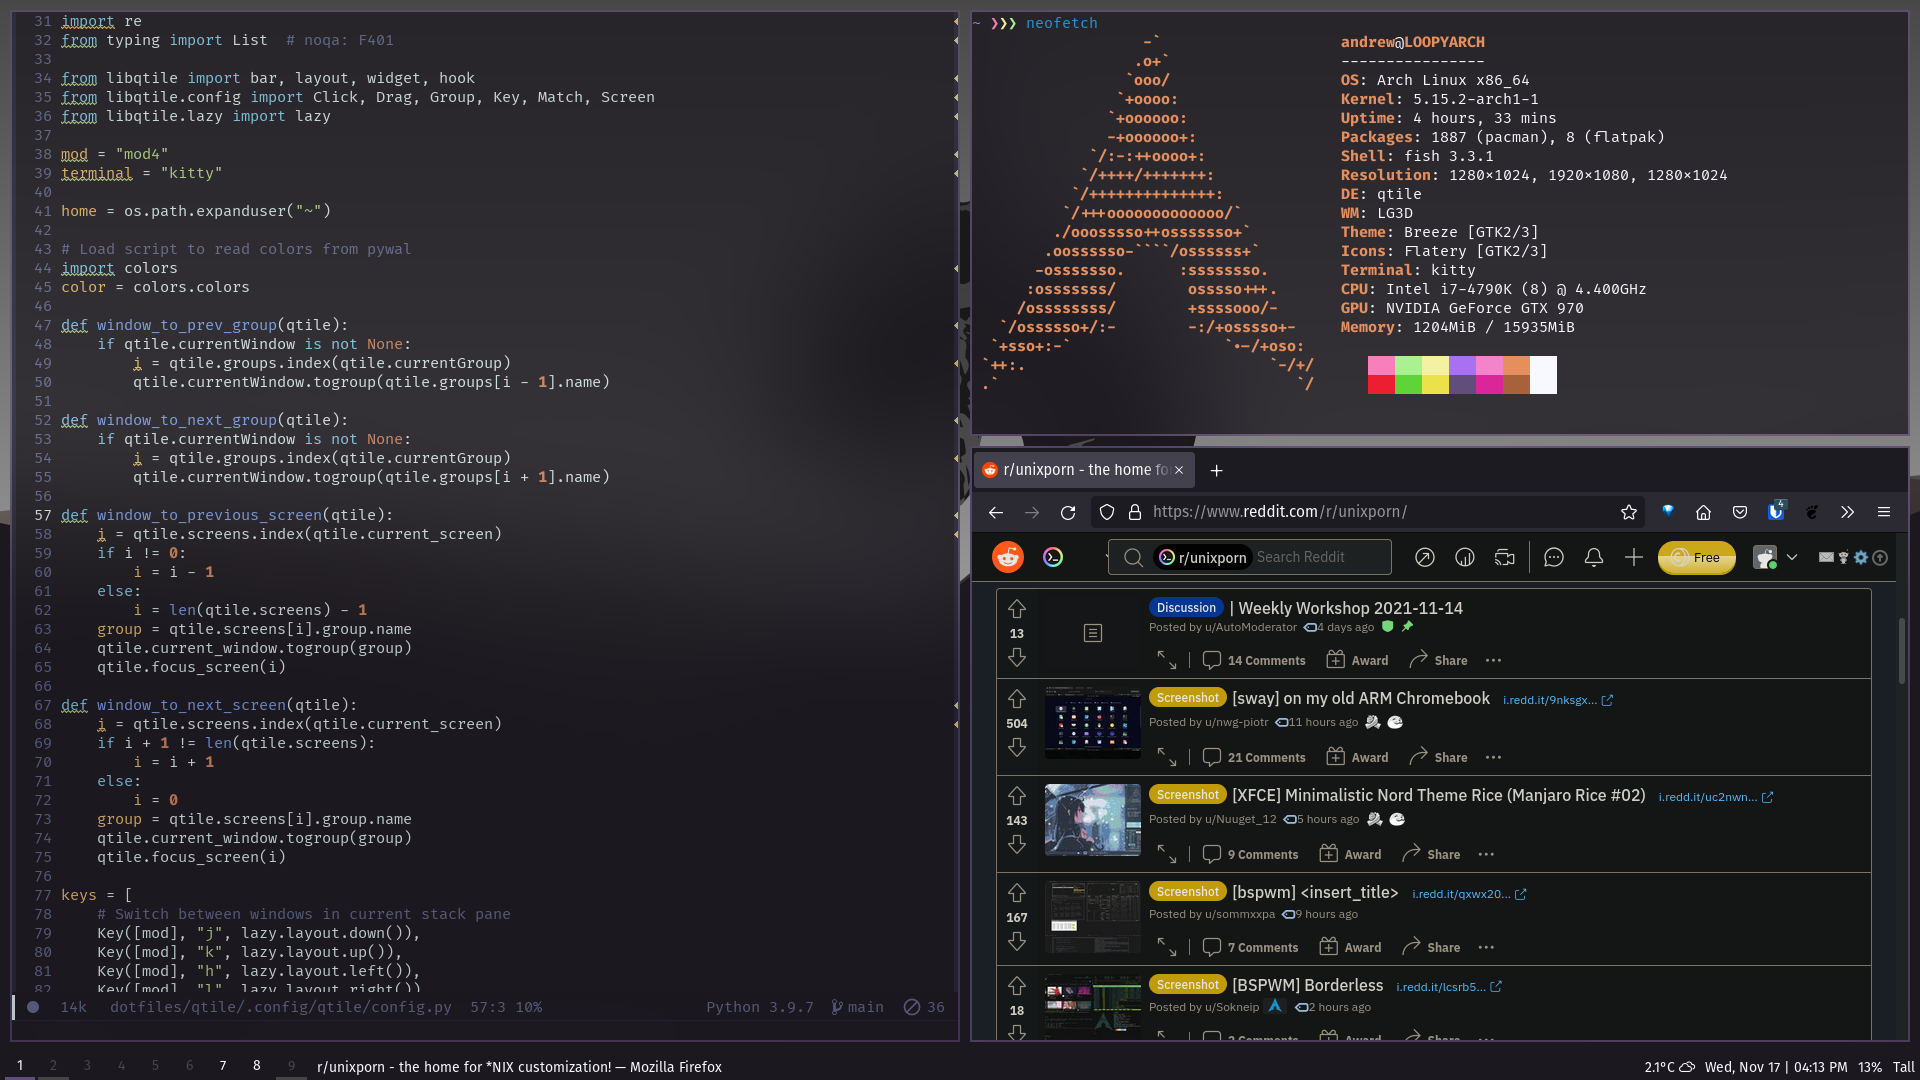 31 import re
32 from typing import List  # noqa: F401
33
34 from libqtile import bar, layout, widget, hook
35 from libqtile.config import Click, Drag, Group, Key, Match, Screen
36 from libqtile.lazy import lazy
37
38 mod = "mod4"
39 terminal = "kitty"
40
41 home = os.path.expanduser("~")
42
43 # Load script to read colors from pywal
44 import colors
45 color = colors.colors
46
47 def window_to_prev_group(qtile):
48     if qtile.currentWindow is not None:
49         i = qtile.groups.index(qtile.currentGroup)
50         qtile.currentWindow.togroup(qtile.groups[i - 1].name)
51
52 def window_to_next_group(qtile):
53     if qtile.currentWindow is not None:
54         i = qtile.groups.index(qtile.currentGroup)
55         qtile.currentWindow.togroup(qtile.groups[i + 1].name)
56
57 def window_to_previous_screen(qtile):
58     i = qtile.screens.index(qtile.current_screen)
59     if i != 0:
60         i = i - 1
61     else:
62         i = len(qtile.screens) - 1
63     group = qtile.screens[i].group.name
64     qtile.current_window.togroup(group)
65     qtile.focus_screen(i)
66
67 def window_to_next_screen(qtile):
68     i = qtile.screens.index(qtile.current_screen)
69     if i + 1 != len(qtile.screens):
70         i = i + 1
71     else:
72         i = 0
73     group = qtile.screens[i].group.name
74     qtile.current_window.togroup(group)
75     qtile.focus_screen(i)
76
77 keys = [
78     # Switch between windows in current stack pane
79     Key([mod], "j", lazy.layout.down()),
80     Key([mod], "k", lazy.layout.up()),
81     Key([mod], "h", lazy.layout.left()),
82     Key([mod], "l", lazy.layout.right())
14k dotfiles/qtile/.config/qtile/config.py 57:3 10% Python 3.9.7 main 36
~ ❯❯❯ neofetch
andrew@LOOPYARCH
----------------
OS: Arch Linux x86_64
Kernel: 5.15.2-arch1-1
Uptime: 4 hours, 33 mins
Packages: 1887 (pacman), 8 (flatpak)
Shell: fish 3.3.1
Resolution: 1280×1024, 1920×1080, 1280×1024
DE: qtile
WM: LG3D
Theme: Breeze [GTK2/3]
Icons: Flatery [GTK2/3]
Terminal: kitty
CPU: Intel i7-4790K (8) @ 4.400GHz
GPU: NVIDIA GeForce GTX 970
Memory: 1204MiB / 15935MiB
r/unixporn - the home fo
https://www.reddit.com/r/unixporn/
4
r/unixporn Search Reddit
Free
Discussion | Weekly Workshop 2021-11-14
Posted by u/AutoModerator 4 days ago
13
14 Comments Award Share
Screenshot [sway] on my old ARM Chromebook i.redd.it/9nksgx...
Posted by u/nwg-piotr 11 hours ago
504
21 Comments Award Share
Screenshot [XFCE] Minimalistic Nord Theme Rice (Manjaro Rice #02) i.redd.it/uc2nwn...
Posted by u/Nuuget_12 5 hours ago
143
9 Comments Award Share
Screenshot [bspwm] <insert_title> i.redd.it/qxwx20...
Posted by u/sommxxpa 9 hours ago
167
7 Comments Award Share
Screenshot [BSPWM] Borderless i.redd.it/lcsrb5...
Posted by u/Sokneip 2 hours ago
18
2 Comments Award Share
1 2 3 4 5 6 7 8 9 r/unixporn - the home for *NIX customization! — Mozilla Firefox
2.1°C Wed, Nov 17 | 04:13 PM 13% Tall